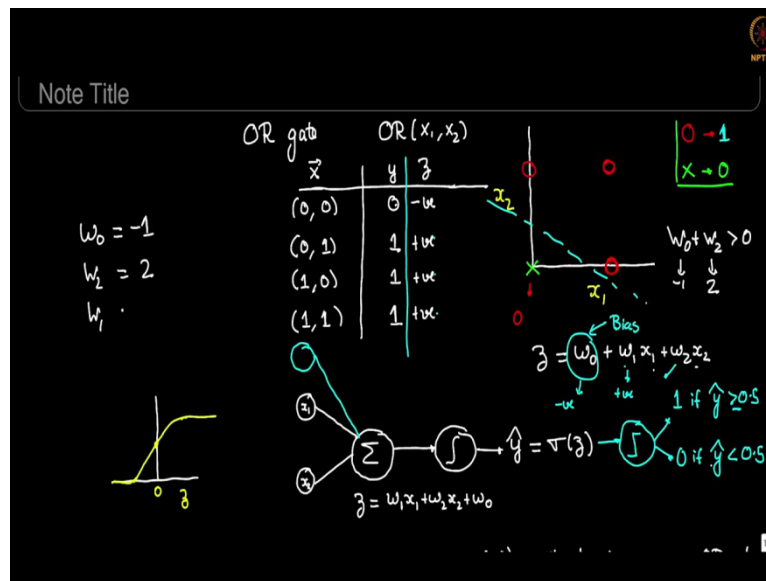 NPT
Note Title
OR gate OR(x₁,x₂)
x⃗ y z
(0,0) 0 -ve
(0,1) 1 +ve
(1,0) 1 +ve
(1,1) 1 +ve
w₀ = -1
w₂ = 2
w₁
x₂
x₁
0
O → 1
X → 0
w₀+w₂ >0
-1 2
Bias
z = w₀ + w₁x₁ +w₂x₂
-ve +ve
x₁
x₂
Σ
∫
ŷ = σ(z)
∫
1 if ŷ ≥0.5
0 if ŷ <0.5
z = w₁x₁+w₂x₂+w₀
0 z